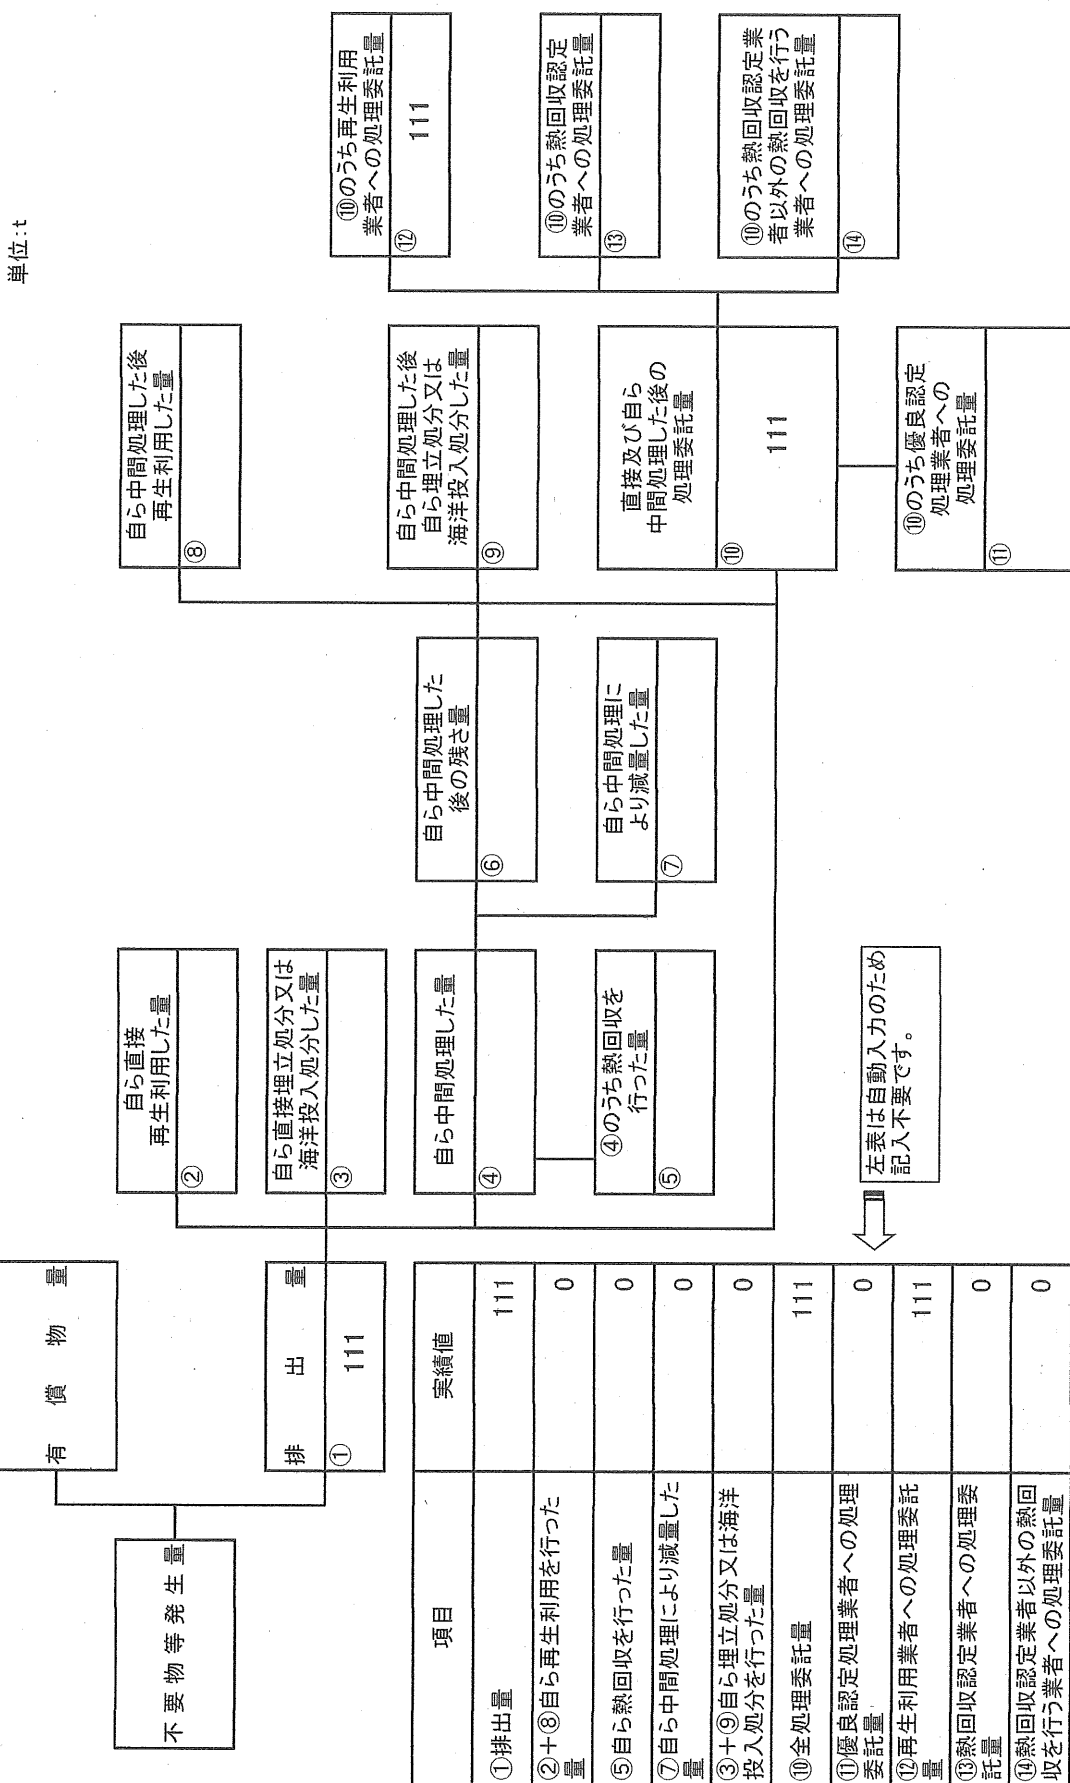 単位:t
有償物量
不要物等発生量
排出量
①
111
自ら直接
再生利用した量
②
自ら直接埋立処分又は
海洋投入処分した量
③
自ら中間処理した量
④
④のうち熱回収を
行った量
⑤
自ら中間処理した
後の残さ量
⑥
自ら中間処理に
より減量した量
⑦
自ら中間処理した後
再生利用した量
⑧
自ら中間処理した後
自ら埋立処分又は
海洋投入処分した量
⑨
直接及び自ら
中間処理した後の
処理委託量
⑩
111
⑩のうち優良認定
処理業者への
処理委託量
⑪
⑩のうち再生利用
業者への処理委託量
⑫
111
⑩のうち熱回収認定
業者への処理委託量
⑬
⑩のうち熱回収認定業
者以外の熱回収を行う
業者への処理委託量
⑭
項目
実績値
①排出量
111
②+⑧自ら再生利用を行った
量
0
⑤自ら熱回収を行った量
0
⑦自ら中間処理により減量した
量
0
③+⑨自ら埋立処分又は海洋
投入処分を行った量
0
⑩全処理委託量
111
⑪優良認定処理業者への処理
委託量
0
⑫再生利用業者への処理委託
量
111
⑬熱回収認定業者への処理委
託量
0
⑭熱回収認定業者以外の熱回
収を行う業者への処理委託量
0
左表は自動入力のため
記入不要です。